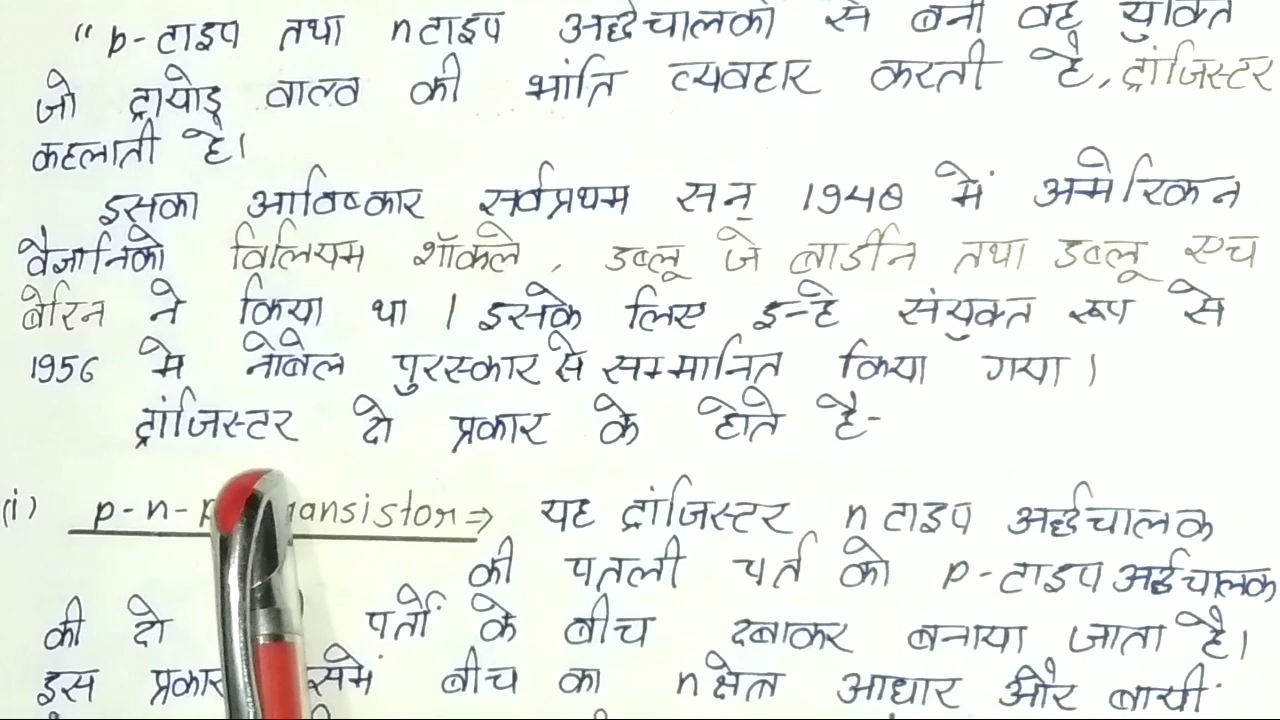 "p-टाइप तथा n टाइप अर्द्धचालको से बनी वह युक्ति
जो ट्रायोड वाल्व की भांति व्यवहार करती है, ट्रांजिस्टर
कहलाती है।
इसका आविष्कार सर्वप्रथम सन् 1948 में अमेरिकन
वैज्ञानिको विलियम शॉकले, डब्लू जे बार्डीन तथा डब्लू एच
बेरिन ने किया था। इसके लिए इन्हे संयुक्त रूप से
1956 मे नोबेल पुरस्कार से सम्मानित किया गया।
ट्रांजिस्टर दो प्रकार के होते है-
(i) p-n-p ransistor⇒ यह ट्रांजिस्टर n टाइप अर्द्धचालक
की पतली पर्त को p-टाइप अर्द्धचालक
की दो पर्तों के बीच दबाकर बनाया जाता है।
इस प्रकार समें बीच का n क्षेत्र आधार और बायीं